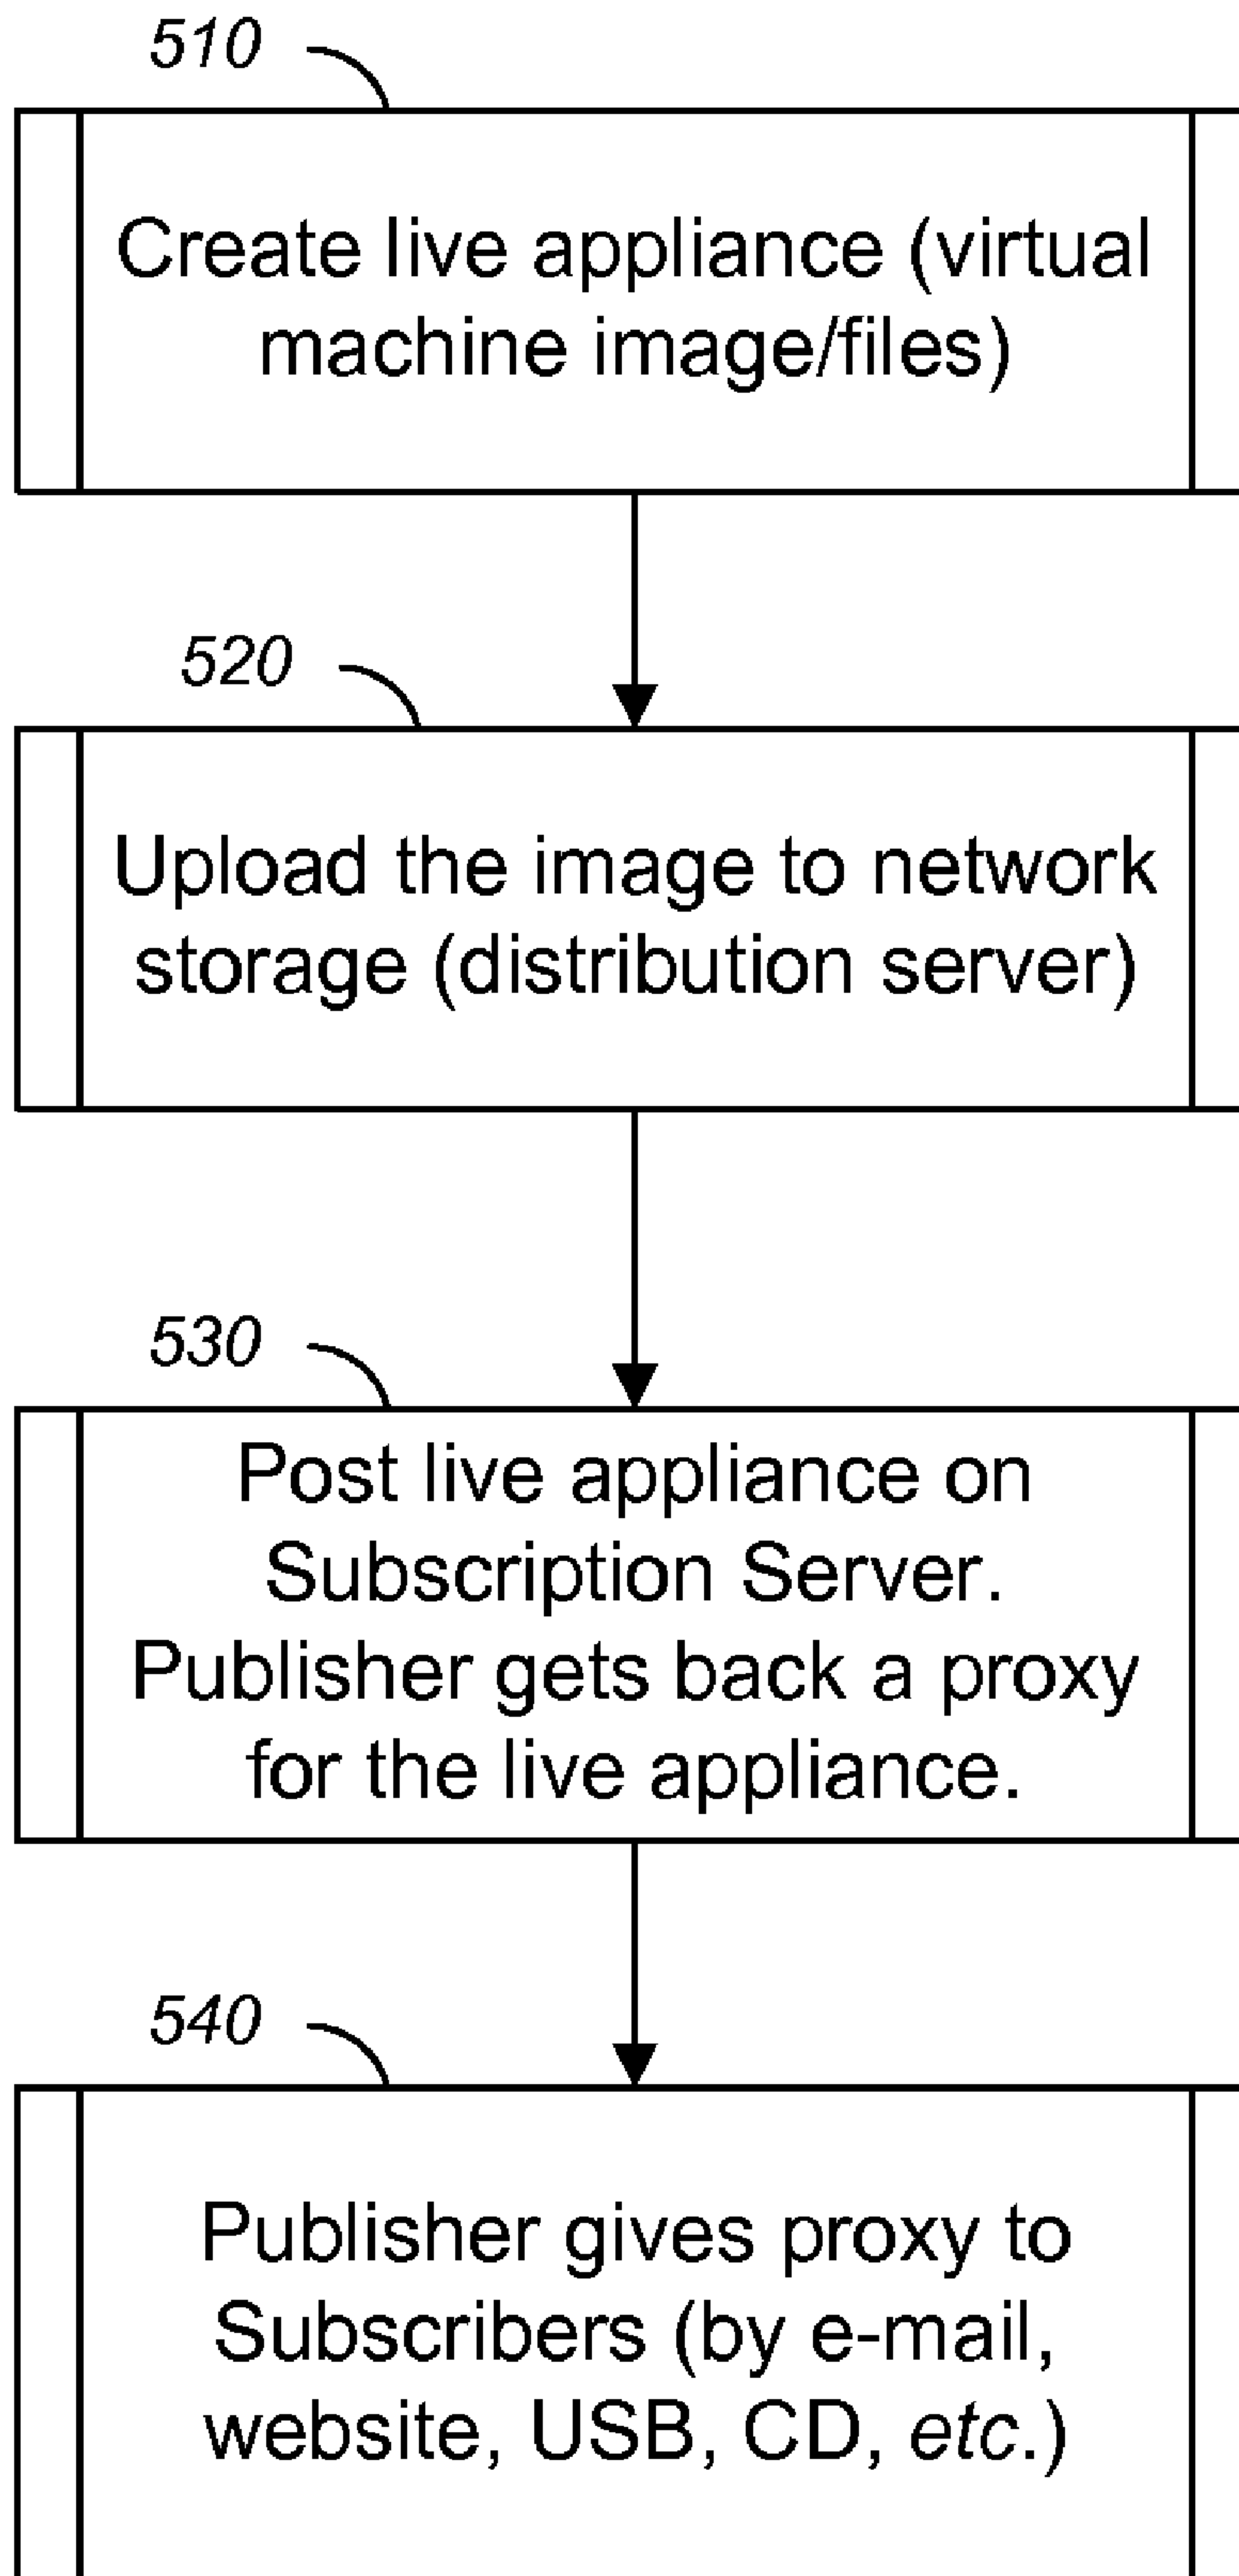 510
Create live appliance (virtual
machine image/files)
520
Upload the image to network
storage (distribution server)
530
Post live appliance on
Subscription Server.
Publisher gets back a proxy
for the live appliance.
540
Publisher gives proxy to
Subscribers (by e-mail,
website, USB, CD, etc.)